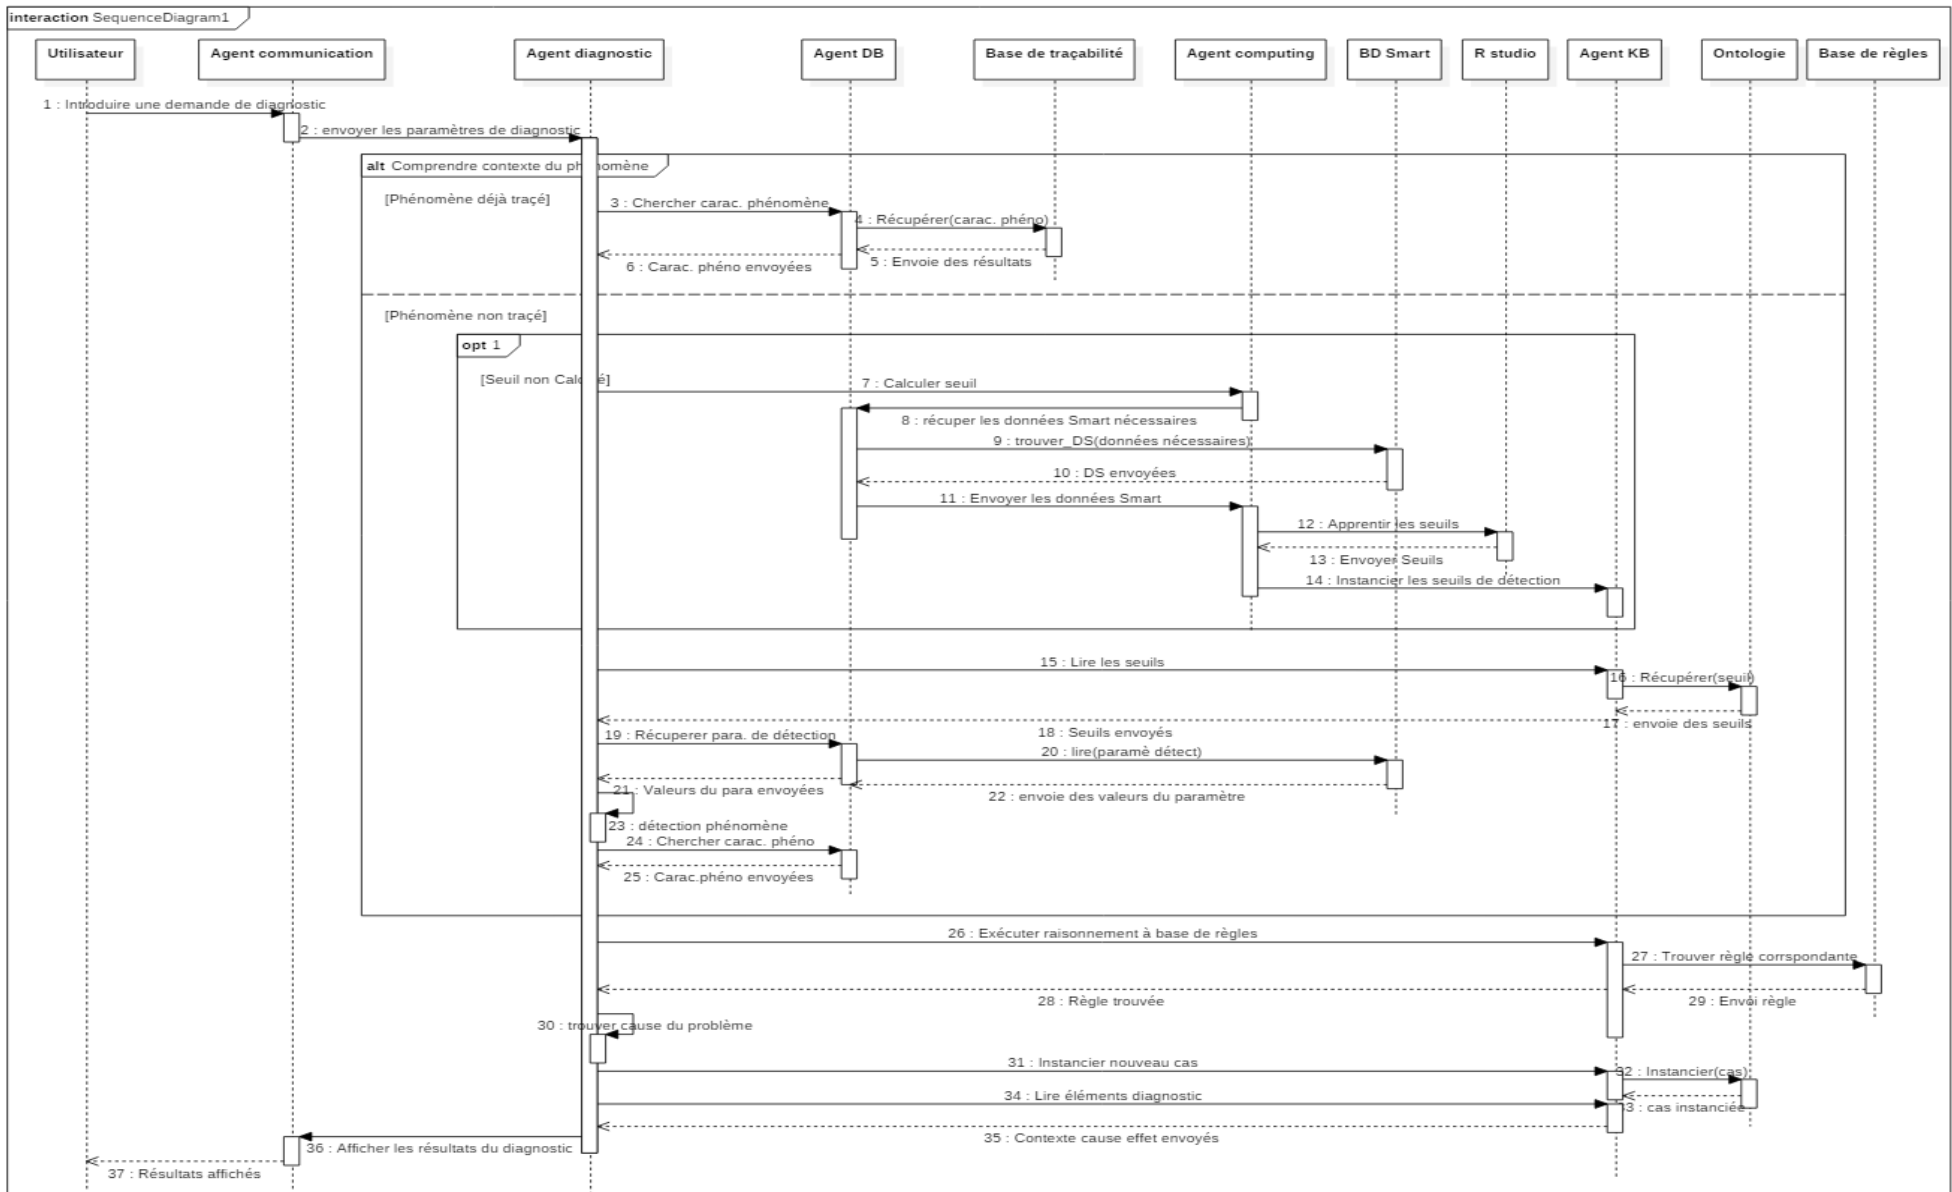 interaction SequenceDiagram1
Utilisateur
Agent communication
Agent diagnostic
Agent DB
Base de traçabilité
Agent computing
BD Smart
R studio
Agent KB
Ontologie
Base de règles
1 : Introduire une demande de diagnostic
2 : envoyer les paramètres de diagnostic
alt Comprendre contexte du phénomène
[Phénomène déjà traçé]
3 : Chercher carac. phénomène
4 : Récupérer(carac. phéno)
5 : Envoie des résultats
6 : Carac. phéno envoyées
[Phénomène non traçé]
opt 1
[Seuil non Calculé]
7 : Calculer seuil
8 : récuper les données Smart nécessaires
9 : trouver_DS(données nécessaires)
10 : DS envoyées
11 : Envoyer les données Smart
12 : Apprentir les seuils
13 : Envoyer Seuils
14 : Instancier les seuils de détection
15 : Lire les seuils
16 : Récupérer(seuil)
17 : envoie des seuils
18 : Seuils envoyés
19 : Récuperer para. de détection
20 : lire(paramè détect)
21 : Valeurs du para envoyées
22 : envoie des valeurs du paramètre
23 : détection phénomène
24 : Chercher carac. phéno
25 : Carac.phéno envoyées
26 : Exécuter raisonnement à base de règles
27 : Trouver règle corrspondante
28 : Règle trouvée
29 : Envoi règle
30 : trouver cause du problème
31 : Instancier nouveau cas
32 : Instancier(cas)
33 : cas instanciée
34 : Lire éléments diagnostic
35 : Contexte cause effet envoyés
36 : Afficher les résultats du diagnostic
37 : Résultats affichés